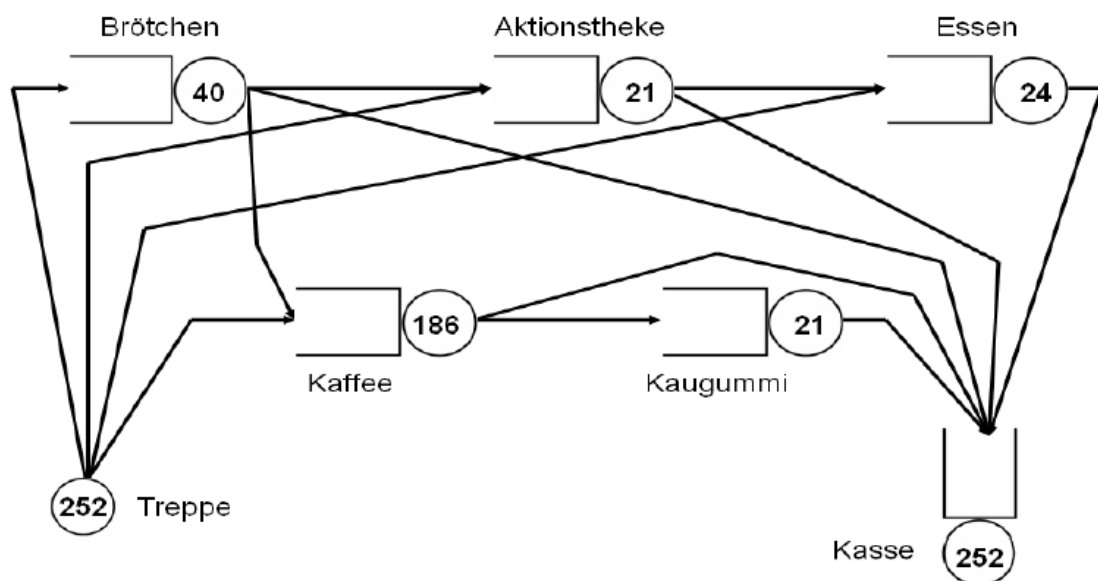 Brötchen
Aktionstheke
Essen
40
21
24
186
21
Kaffee
Kaugummi
252 Treppe
Kasse 252